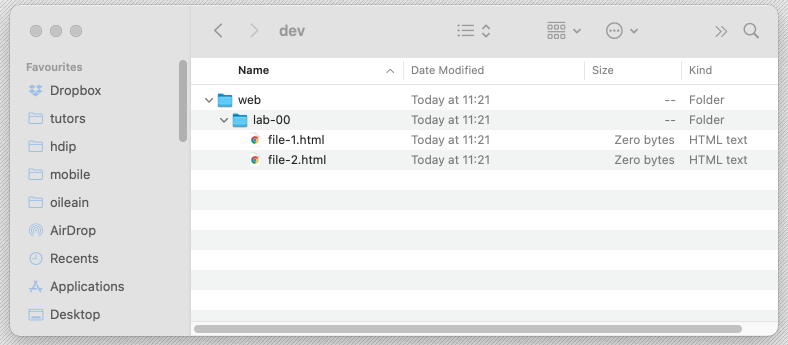 dev
Favourites
Dropbox
tutors
hdip
mobile
oileain
AirDrop
Recents
Applications
Desktop
Name Date Modified Size Kind
web Today at 11:21 -- Folder
lab-00 Today at 11:21 -- Folder
file-1.html Today at 11:21 Zero bytes HTML text
file-2.html Today at 11:21 Zero bytes HTML text